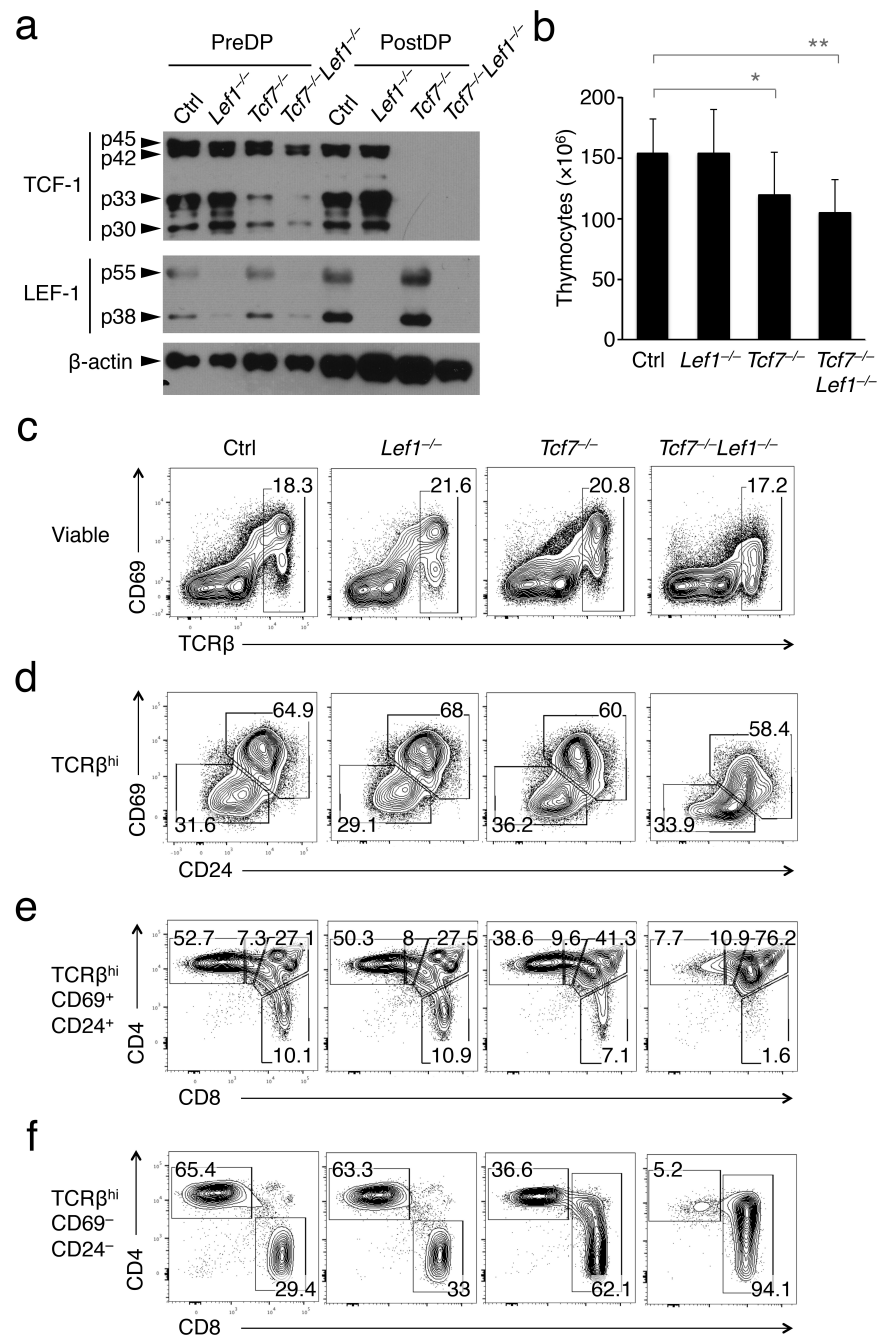 a
PreDP
PostDP
Ctrl
Lef1–/–
Tcf7–/–
Tcf7–/–Lef1–/–
Ctrl
Lef1–/–
Tcf7–/–
Tcf7–/–Lef1–/–
TCF-1
p45
p42
p33
p30
LEF-1
p55
p38
β-actin
b
**
*
Thymocytes (×10⁶)
200
150
100
50
0
Ctrl
Lef1–/–
Tcf7–/–
Tcf7–/–
Lef1–/–
c
Ctrl
Lef1–/–
Tcf7–/–
Tcf7–/–Lef1–/–
Viable
CD69
18.3
21.6
20.8
17.2
TCRβ
d
TCRβhi
CD69
64.9
68
60
58.4
31.6
29.1
36.2
33.9
CD24
e
TCRβhi
CD69+
CD24+
CD4
52.7 7.3 27.1
50.3 8 27.5
38.6 9.6 41.3
7.7 10.9 76.2
10.1
10.9
7.1
1.6
CD8
f
TCRβhi
CD69–
CD24–
CD4
65.4
63.3
36.6
5.2
29.4
33
62.1
94.1
CD8